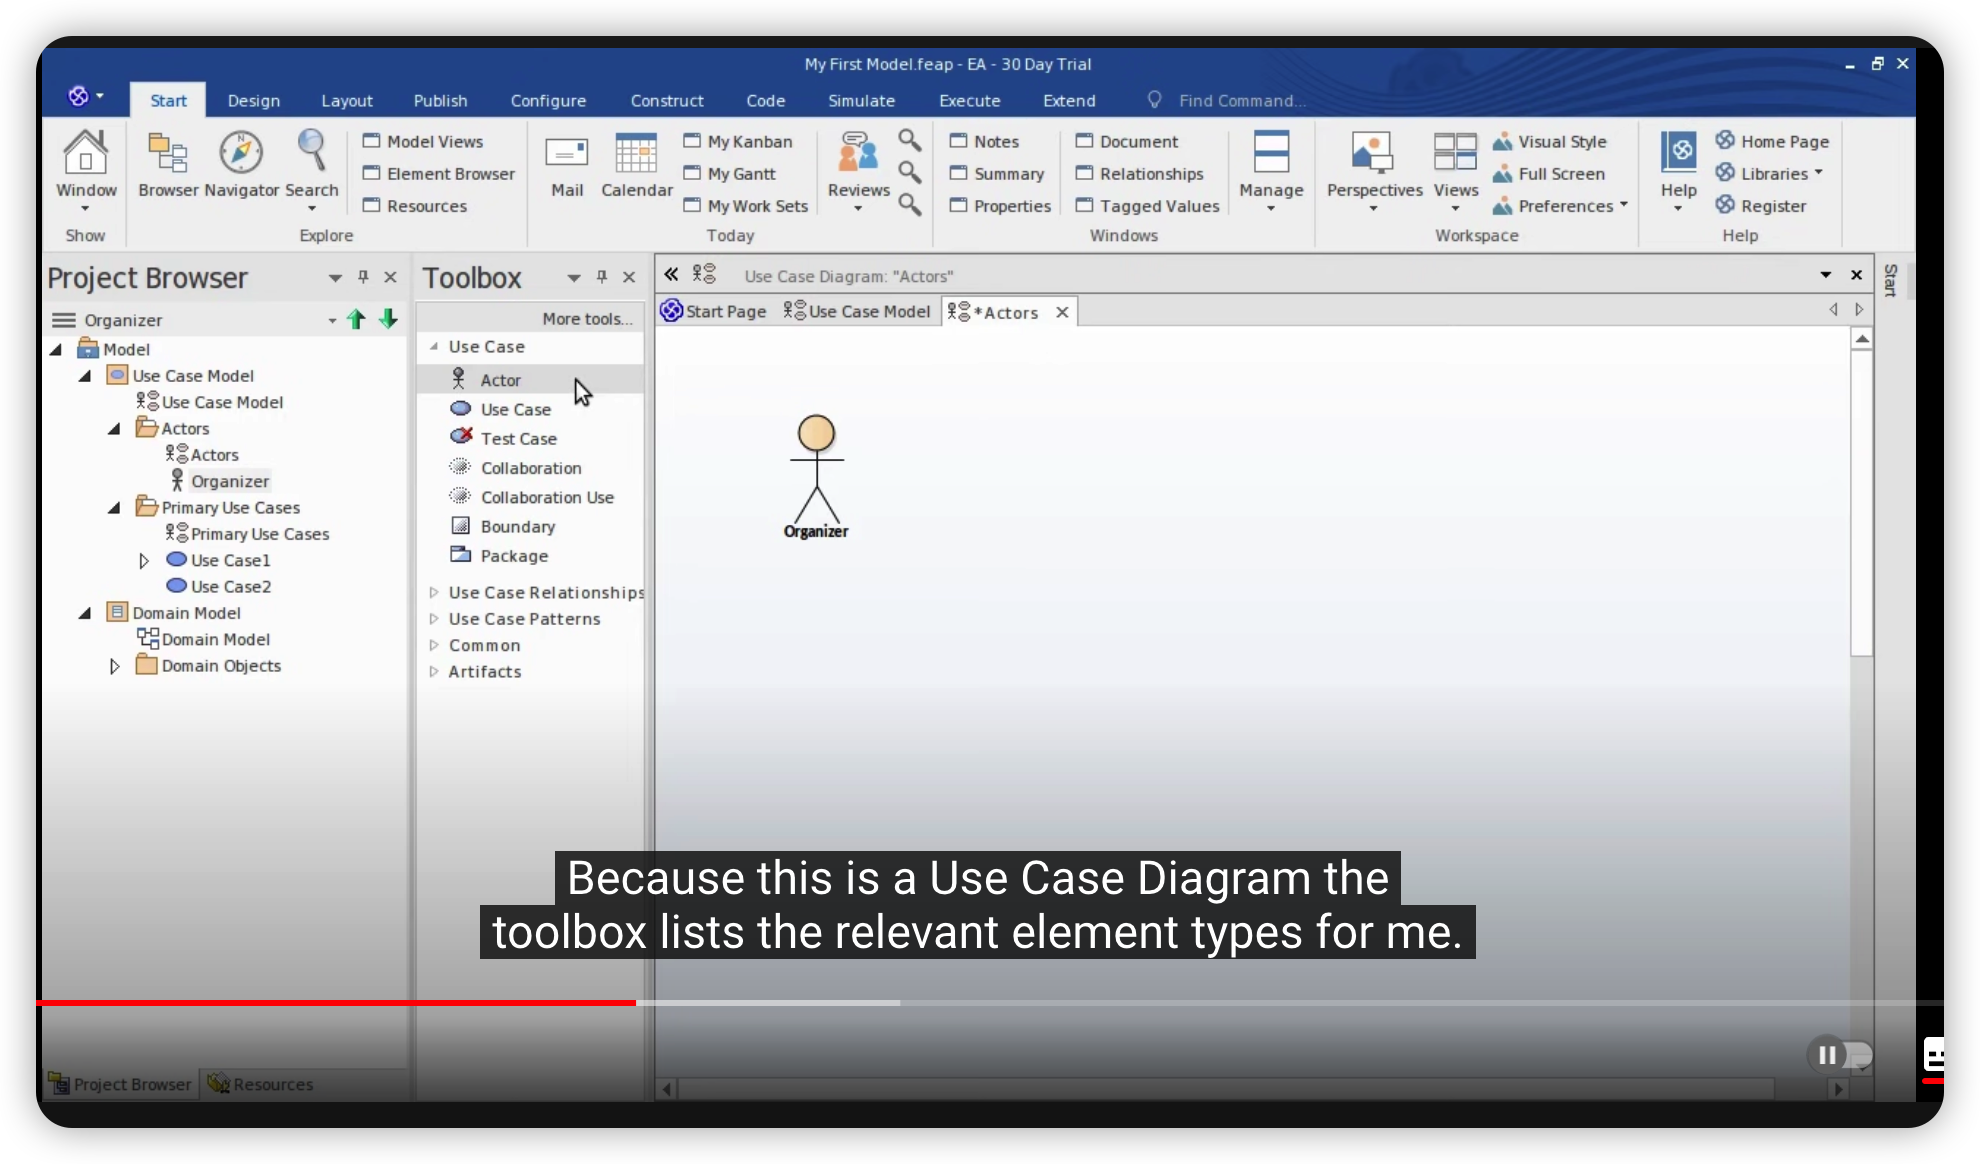 My First Model.feap - EA - 30 Day Trial
Start Design Layout Publish Configure Construct Code Simulate Execute Extend Find Command...
Window
Show
Browser Navigator Search
Model Views
Element Browser
Resources
Explore
Mail Calendar
My Kanban
My Gantt
My Work Sets
Reviews
Today
Notes
Summary
Properties
Document
Relationships
Tagged Values
Manage
Windows
Perspectives Views
Visual Style
Full Screen
Preferences
Workspace
Help
Home Page
Libraries
Register
Help
Project Browser
Organizer
Model
Use Case Model
Use Case Model
Actors
Actors
Organizer
Primary Use Cases
Primary Use Cases
Use Case1
Use Case2
Domain Model
Domain Model
Domain Objects
Project Browser Resources
Toolbox
More tools...
Use Case
Actor
Use Case
Test Case
Collaboration
Collaboration Use
Boundary
Package
Use Case Relationships
Use Case Patterns
Common
Artifacts
Use Case Diagram: "Actors"
Start Page Use Case Model *Actors
Organizer
Start
Because this is a Use Case Diagram the
toolbox lists the relevant element types for me.